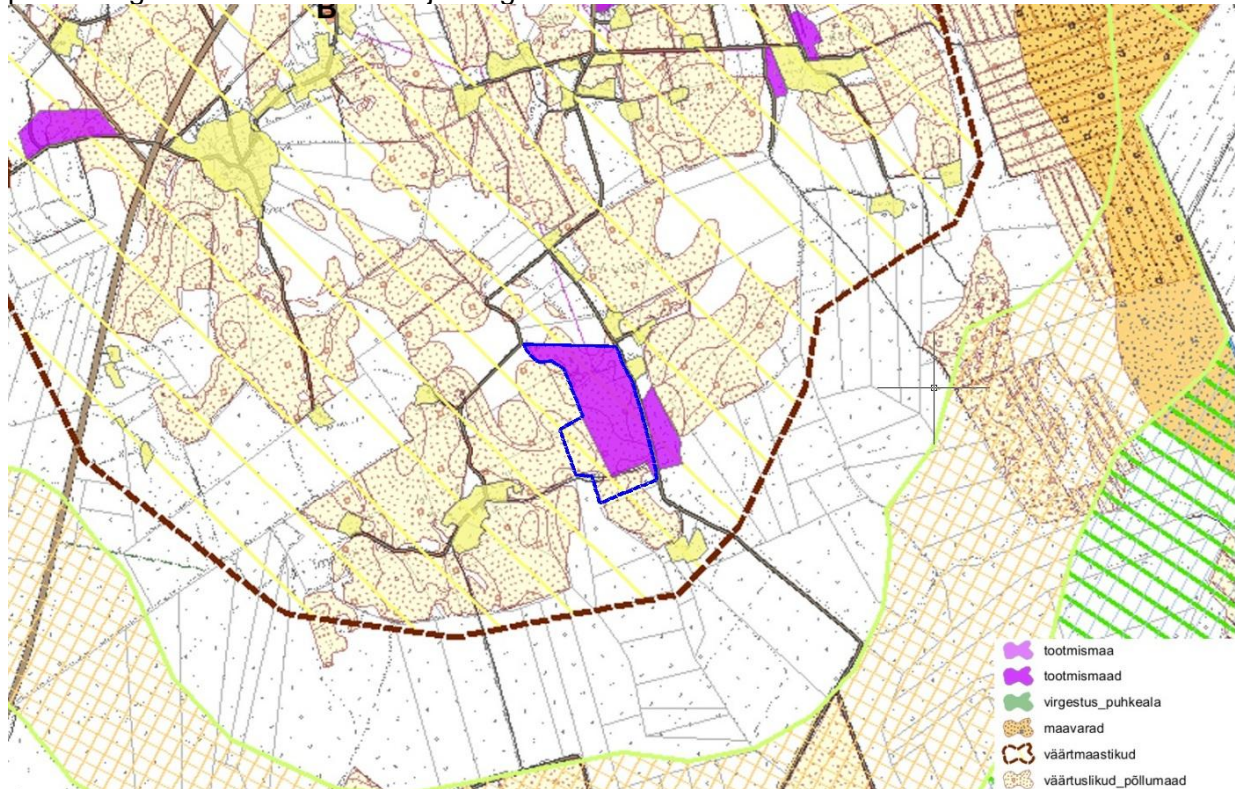 B
tootmismaa
tootmismaad
virgestus_puhkeala
maavarad
väärtmaastikud
väärtuslikud_põllumaad